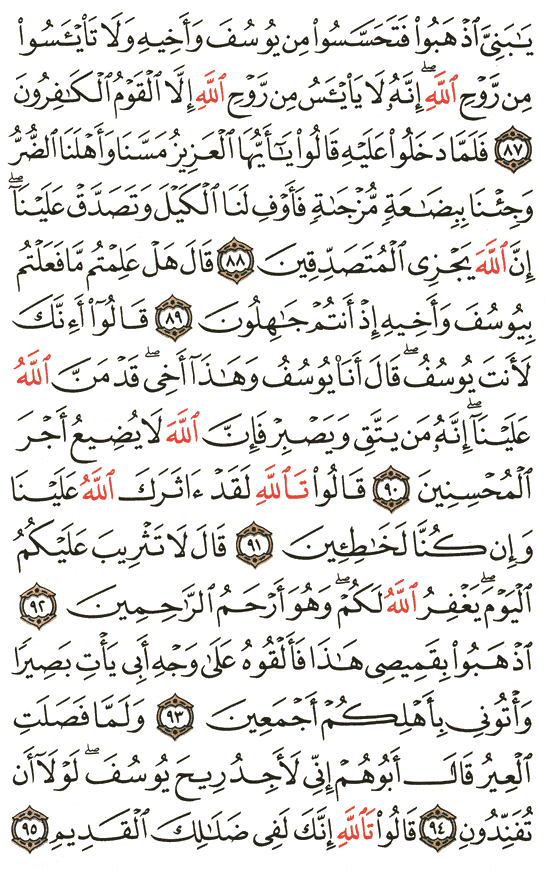 يَٰبَنِيَّ ٱذْهَبُوا۟ فَتَحَسَّسُوا۟ مِن يُوسُفَ وَأَخِيهِ وَلَا تَا۟يْـَٔسُوا۟
مِن رَّوْحِ ٱللَّهِ ۖ إِنَّهُۥ لَا يَا۟يْـَٔسُ مِن رَّوْحِ ٱللَّهِ إِلَّا ٱلْقَوْمُ ٱلْكَٰفِرُونَ
٨٧ فَلَمَّا دَخَلُوا۟ عَلَيْهِ قَالُوا۟ يَٰٓأَيُّهَا ٱلْعَزِيزُ مَسَّنَا وَأَهْلَنَا ٱلضُّرُّ
وَجِئْنَا بِبِضَٰعَةٍ مُّزْجَىٰةٍ فَأَوْفِ لَنَا ٱلْكَيْلَ وَتَصَدَّقْ عَلَيْنَآ ۖ
إِنَّ ٱللَّهَ يَجْزِى ٱلْمُتَصَدِّقِينَ ٨٨ قَالَ هَلْ عَلِمْتُم مَّا فَعَلْتُم
بِيُوسُفَ وَأَخِيهِ إِذْ أَنتُمْ جَٰهِلُونَ ٨٩ قَالُوٓا۟ أَءِنَّكَ
لَأَنتَ يُوسُفُ ۖ قَالَ أَنَا۠ يُوسُفُ وَهَٰذَآ أَخِى ۖ قَدْ مَنَّ ٱللَّهُ
عَلَيْنَآ ۖ إِنَّهُۥ مَن يَتَّقِ وَيَصْبِرْ فَإِنَّ ٱللَّهَ لَا يُضِيعُ أَجْرَ
ٱلْمُحْسِنِينَ ٩٠ قَالُوا۟ تَٱللَّهِ لَقَدْ ءَاثَرَكَ ٱللَّهُ عَلَيْنَا
وَإِن كُنَّا لَخَٰطِـِٔينَ ٩١ قَالَ لَا تَثْرِيبَ عَلَيْكُمُ
ٱلْيَوْمَ ۖ يَغْفِرُ ٱللَّهُ لَكُمْ ۖ وَهُوَ أَرْحَمُ ٱلرَّٰحِمِينَ ٩٢
ٱذْهَبُوا۟ بِقَمِيصِى هَٰذَا فَأَلْقُوهُ عَلَىٰ وَجْهِ أَبِى يَأْتِ بَصِيرًا
وَأْتُونِى بِأَهْلِكُمْ أَجْمَعِينَ ٩٣ وَلَمَّا فَصَلَتِ
ٱلْعِيرُ قَالَ أَبُوهُمْ إِنِّى لَأَجِدُ رِيحَ يُوسُفَ ۖ لَوْلَآ أَن
تُفَنِّدُونِ ٩٤ قَالُوا۟ تَٱللَّهِ إِنَّكَ لَفِى ضَلَٰلِكَ ٱلْقَدِيمِ ٩٥